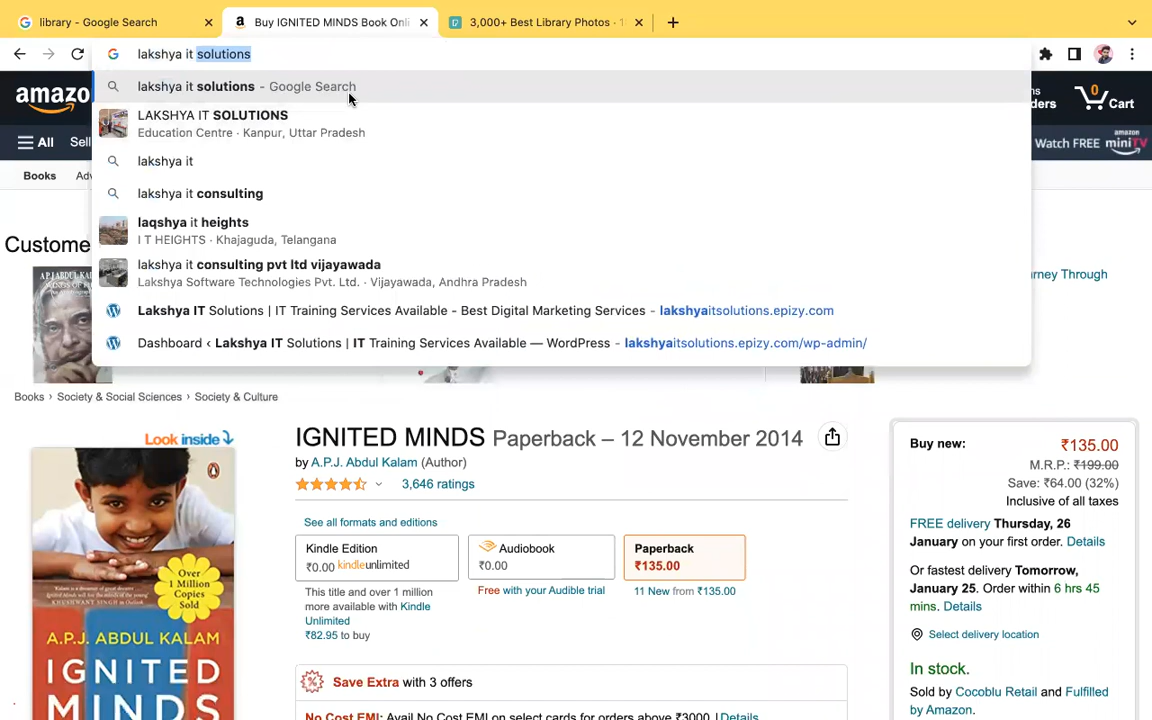 library - Google Search
Buy IGNITED MINDS Book Onli
3,000+ Best Library Photos · 1
lakshya it solutions
lakshya it solutions - Google Search
LAKSHYA IT SOLUTIONS
Education Centre · Kanpur, Uttar Pradesh
lakshya it
lakshya it consulting
laqshya it heights
I T HEIGHTS · Khajaguda, Telangana
lakshya it consulting pvt ltd vijayawada
Lakshya Software Technologies Pvt. Ltd. · Vijayawada, Andhra Pradesh
Lakshya IT Solutions | IT Training Services Available - Best Digital Marketing Services - lakshyaitsolutions.epizy.com
Dashboard ‹ Lakshya IT Solutions | IT Training Services Available — WordPress - lakshyaitsolutions.epizy.com/wp-admin/
amazo
ns
ders
0
Cart
All
Sell
Watch FREE amazon miniTV
Books
Adv
Custome
rney Through
Books › Society & Social Sciences › Society & Culture
Look inside
IGNITED MINDS Paperback – 12 November 2014
by A.P.J. Abdul Kalam (Author)
3,646 ratings
See all formats and editions
Kindle Edition
₹0.00 kindleunlimited
Audiobook
₹0.00
Paperback
₹135.00
This title and over 1 million more available with Kindle Unlimited
₹82.95 to buy
Free with your Audible trial
11 New from ₹135.00
Save Extra with 3 offers
No Cost EMI: Avail No Cost EMI on select cards for orders above ₹3000. | Details
Over
1 Million
Copies
Sold
A.P.J. ABDUL KALAM
IGNITED
MINDS
Buy new:
₹135.00
M.R.P.: ₹199.00
Save: ₹64.00 (32%)
Inclusive of all taxes
FREE delivery Thursday, 26
January on your first order. Details
Or fastest delivery Tomorrow,
January 25. Order within 6 hrs 45
mins. Details
Select delivery location
In stock.
Sold by Cocoblu Retail and Fulfilled
by Amazon.